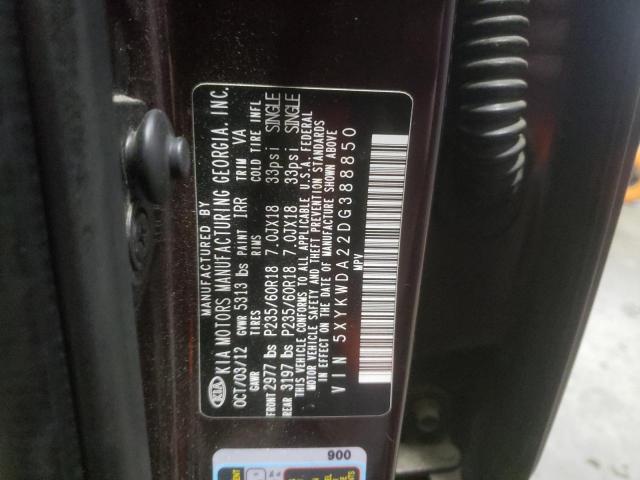 MANUFACTURED BY
KIA KIA MOTORS MANUFACTURING GEORGIA, INC.
OCT/03/12 GVWR 5313 lbs PAINT IRR TRIM VA
GAWR TIRES RIMS COLD TIRE INFL
FRONT 2977 lbs P235/60R18 7.0JX18 33psi SINGLE
REAR 3197 lbs P235/60R18 7.0JX18 33psi SINGLE
THIS VEHICLE CONFORMS TO ALL APPLICABLE U.S.A. FEDERAL
MOTOR VEHICLE SAFETY AND THEFT PREVENTION STANDARDS
IN EFFECT ON THE DATE OF MANUFACTURE SHOWN ABOVE
VIN 5XYKWDA22DG388850
MPV
900